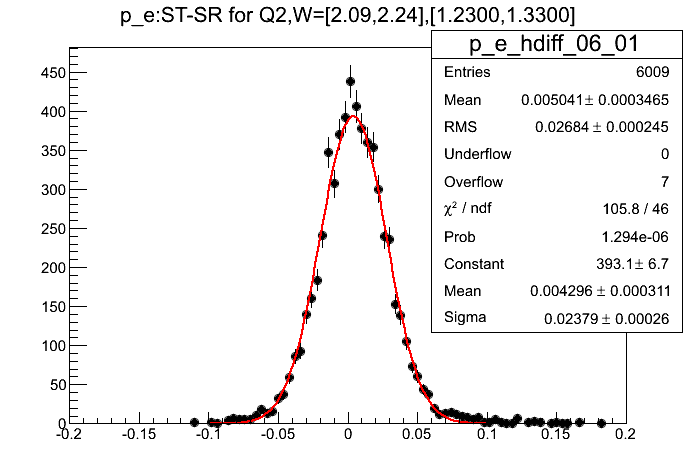 p_e:ST-SR for Q2,W=[2.09,2.24],[1.2300,1.3300]
p_e_hdiff_06_01
Entries 6009
Mean 0.005041± 0.0003465
RMS 0.02684 ± 0.000245
Underflow 0
Overflow 7
χ² / ndf 105.8 / 46
Prob 1.294e-06
Constant 393.1± 6.7
Mean 0.004296 ± 0.000311
Sigma 0.02379 ± 0.00026
450
400
350
300
250
200
150
100
50
0
-0.2 -0.15 -0.1 -0.05 0 0.05 0.1 0.15 0.2